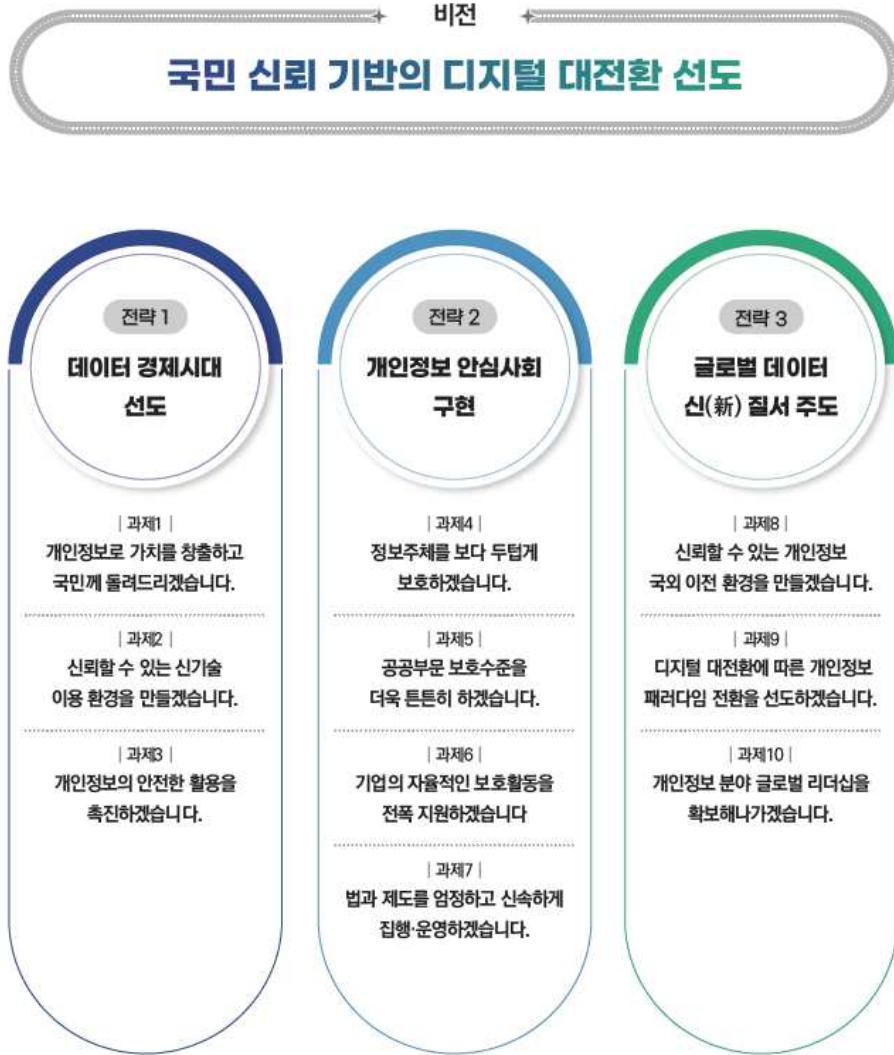 비전
국민 신뢰 기반의 디지털 대전환 선도
전략 1
데이터 경제시대
선도
| 과제1 |
개인정보로 가치를 창출하고
국민께 돌려드리겠습니다.
| 과제2 |
신뢰할 수 있는 신기술
이용 환경을 만들겠습니다.
| 과제3 |
개인정보의 안전한 활용을
촉진하겠습니다.
전략 2
개인정보 안심사회
구현
| 과제4 |
정보주체를 보다 두텁게
보호하겠습니다.
| 과제5 |
공공부문 보호수준을
더욱 튼튼히 하겠습니다.
| 과제6 |
기업의 자율적인 보호활동을
전폭 지원하겠습니다
| 과제7 |
법과 제도를 엄정하고 신속하게
집행·운영하겠습니다.
전략 3
글로벌 데이터
신(新) 질서 주도
| 과제8 |
신뢰할 수 있는 개인정보
국외 이전 환경을 만들겠습니다.
| 과제9 |
디지털 대전환에 따른 개인정보
패러다임 전환을 선도하겠습니다.
| 과제10 |
개인정보 분야 글로벌 리더십을
확보해나가겠습니다.